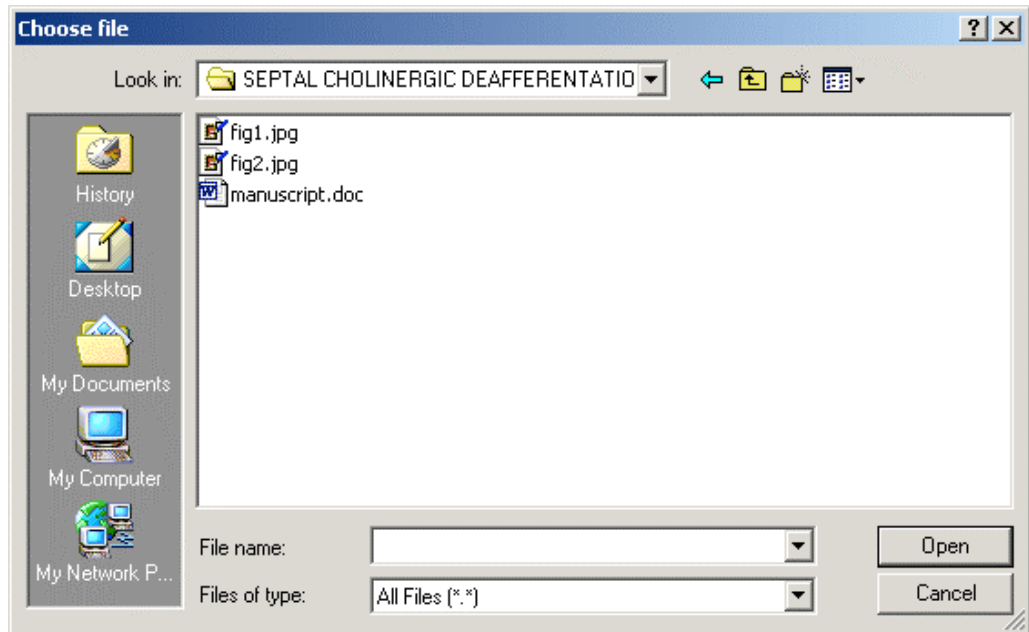 Choose file
Look in: SEPTAL CHOLINERGIC DEAFFERENTATIO
fig1.jpg
fig2.jpg
manuscript.doc
History
Desktop
My Documents
My Computer
My Network P...
File name: Open
Files of type: All Files (*.*) Cancel